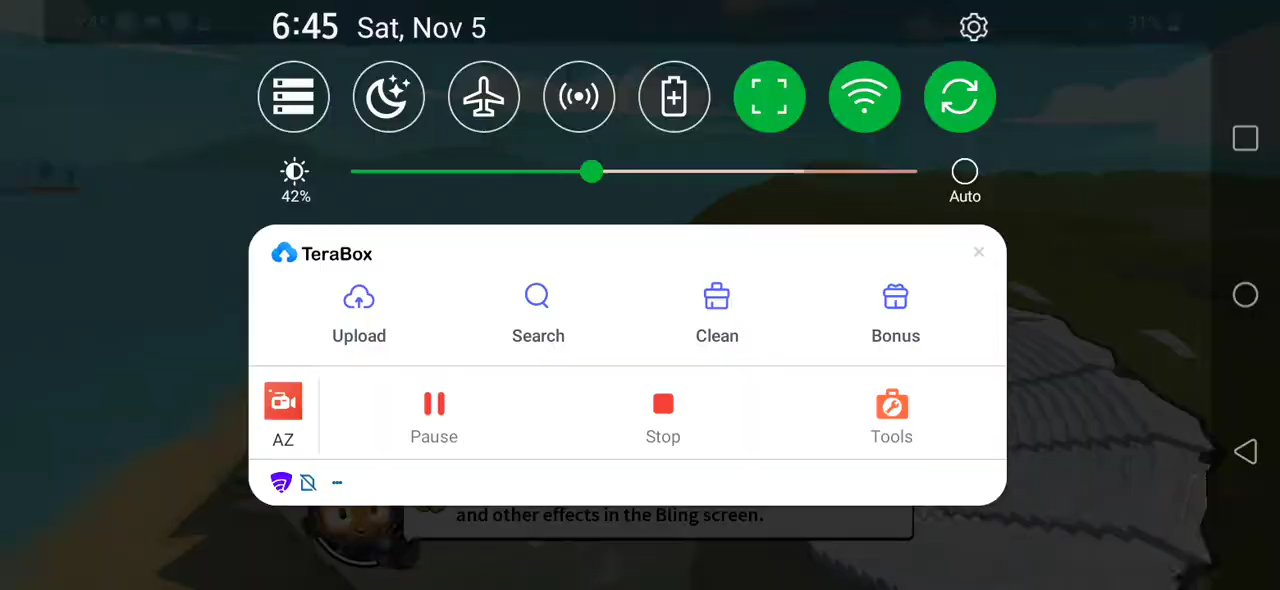 6:45 Sat, Nov 5
31%
42%
Auto
TeraBox
Upload Search Clean Bonus
AZ Pause Stop Tools
and other effects in the Bling screen.